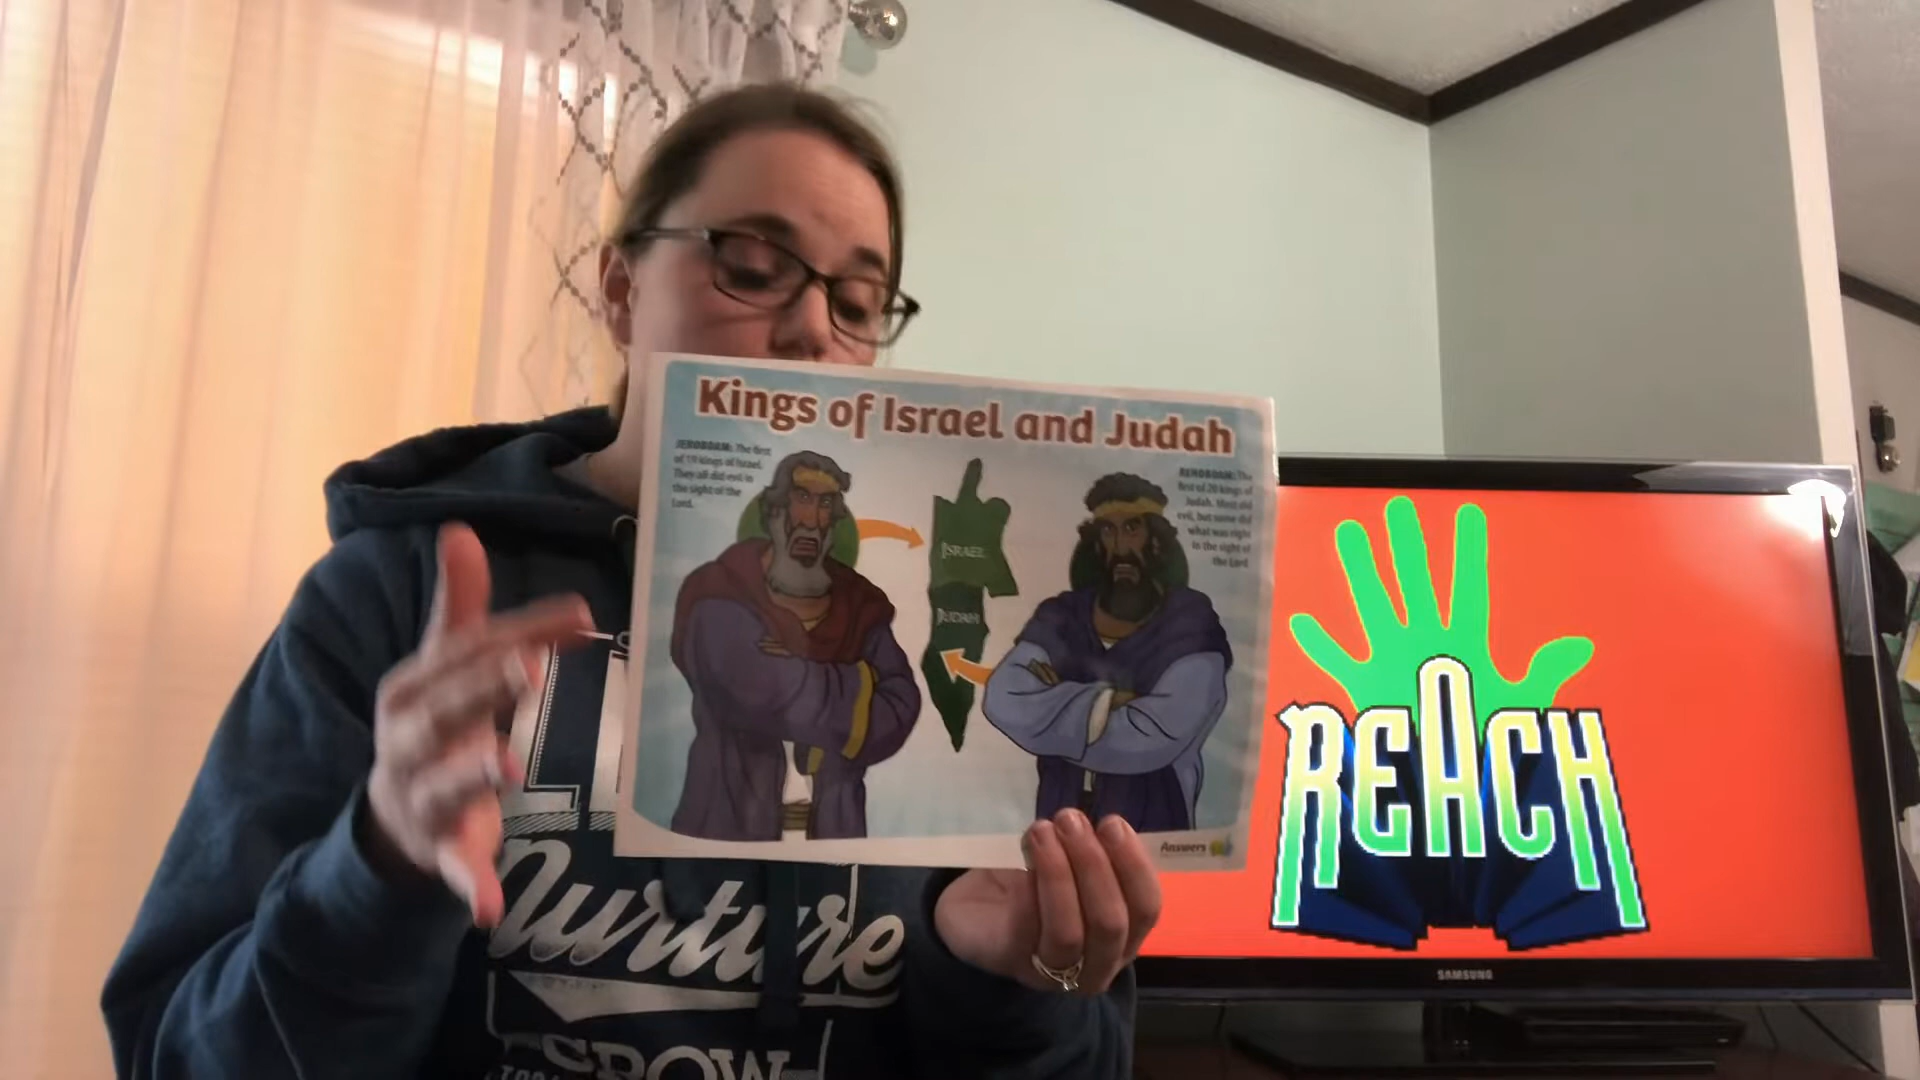 Kings of Israel and Judah
JEROBOAM: The first
of 19 kings of Israel.
They all did evil in
the sight of the
Lord.
REHOBOAM: The
first of 20 kings of
Judah. Most did
evil, but some did
what was right
in the sight of
the Lord.
ISRAEL
JUDAH
Answers
REACH
SAMSUNG
Nurture
GROW